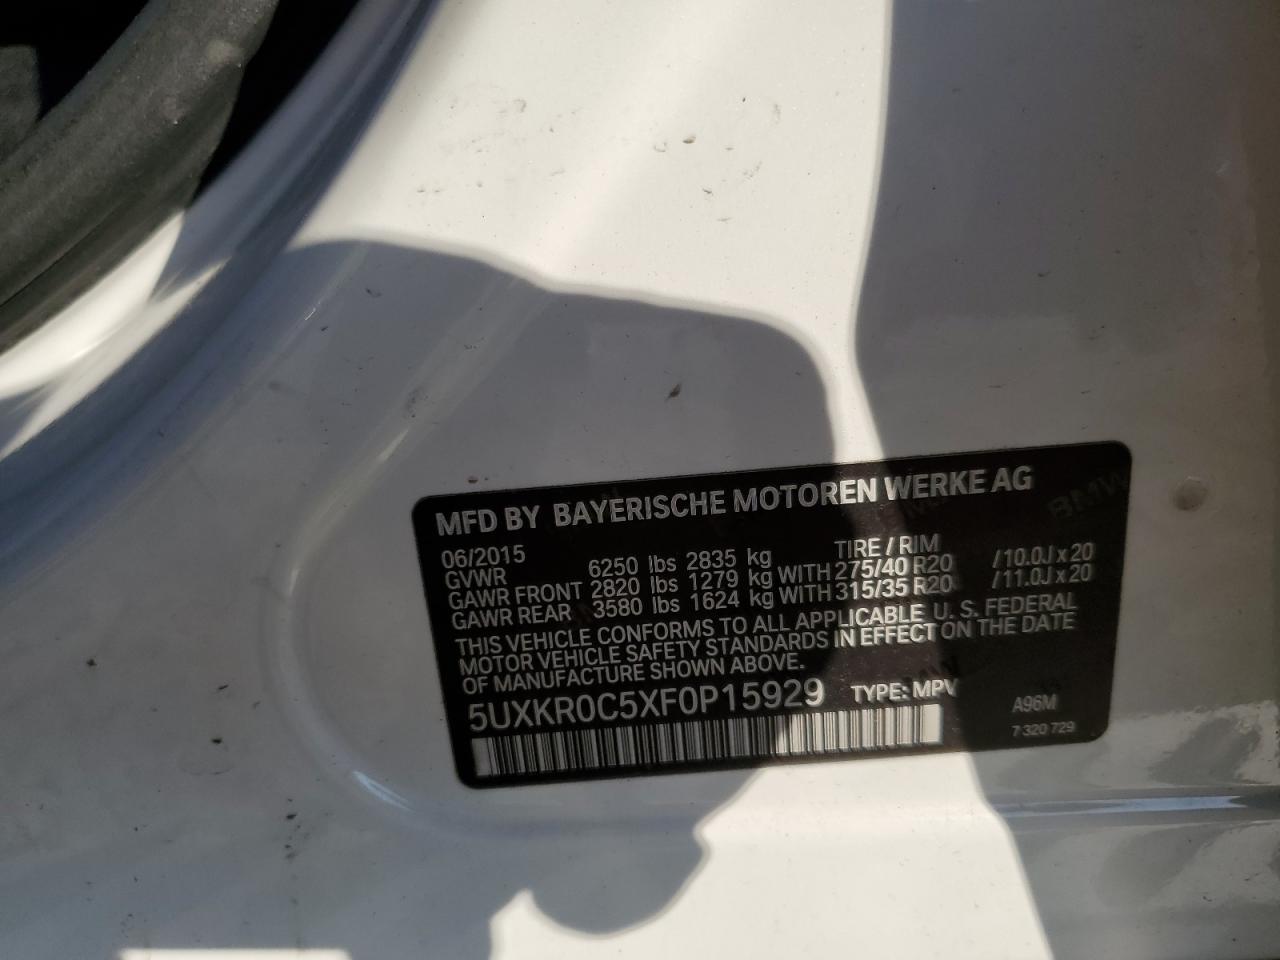 MFD BY BAYERISCHE MOTOREN WERKE AG
06/2015 TIRE / RIM
GVWR 6250 lbs 2835 kg
GAWR FRONT 2820 lbs 1279 kg WITH 275/40 R20 /10.0J x 20
GAWR REAR 3580 lbs 1624 kg WITH 315/35 R20 /11.0J x 20
THIS VEHICLE CONFORMS TO ALL APPLICABLE U. S. FEDERAL
MOTOR VEHICLE SAFETY STANDARDS IN EFFECT ON THE DATE
OF MANUFACTURE SHOWN ABOVE.
5UXKR0C5XF0P15929 TYPE: MPV
A96M
7 320 729
BMW